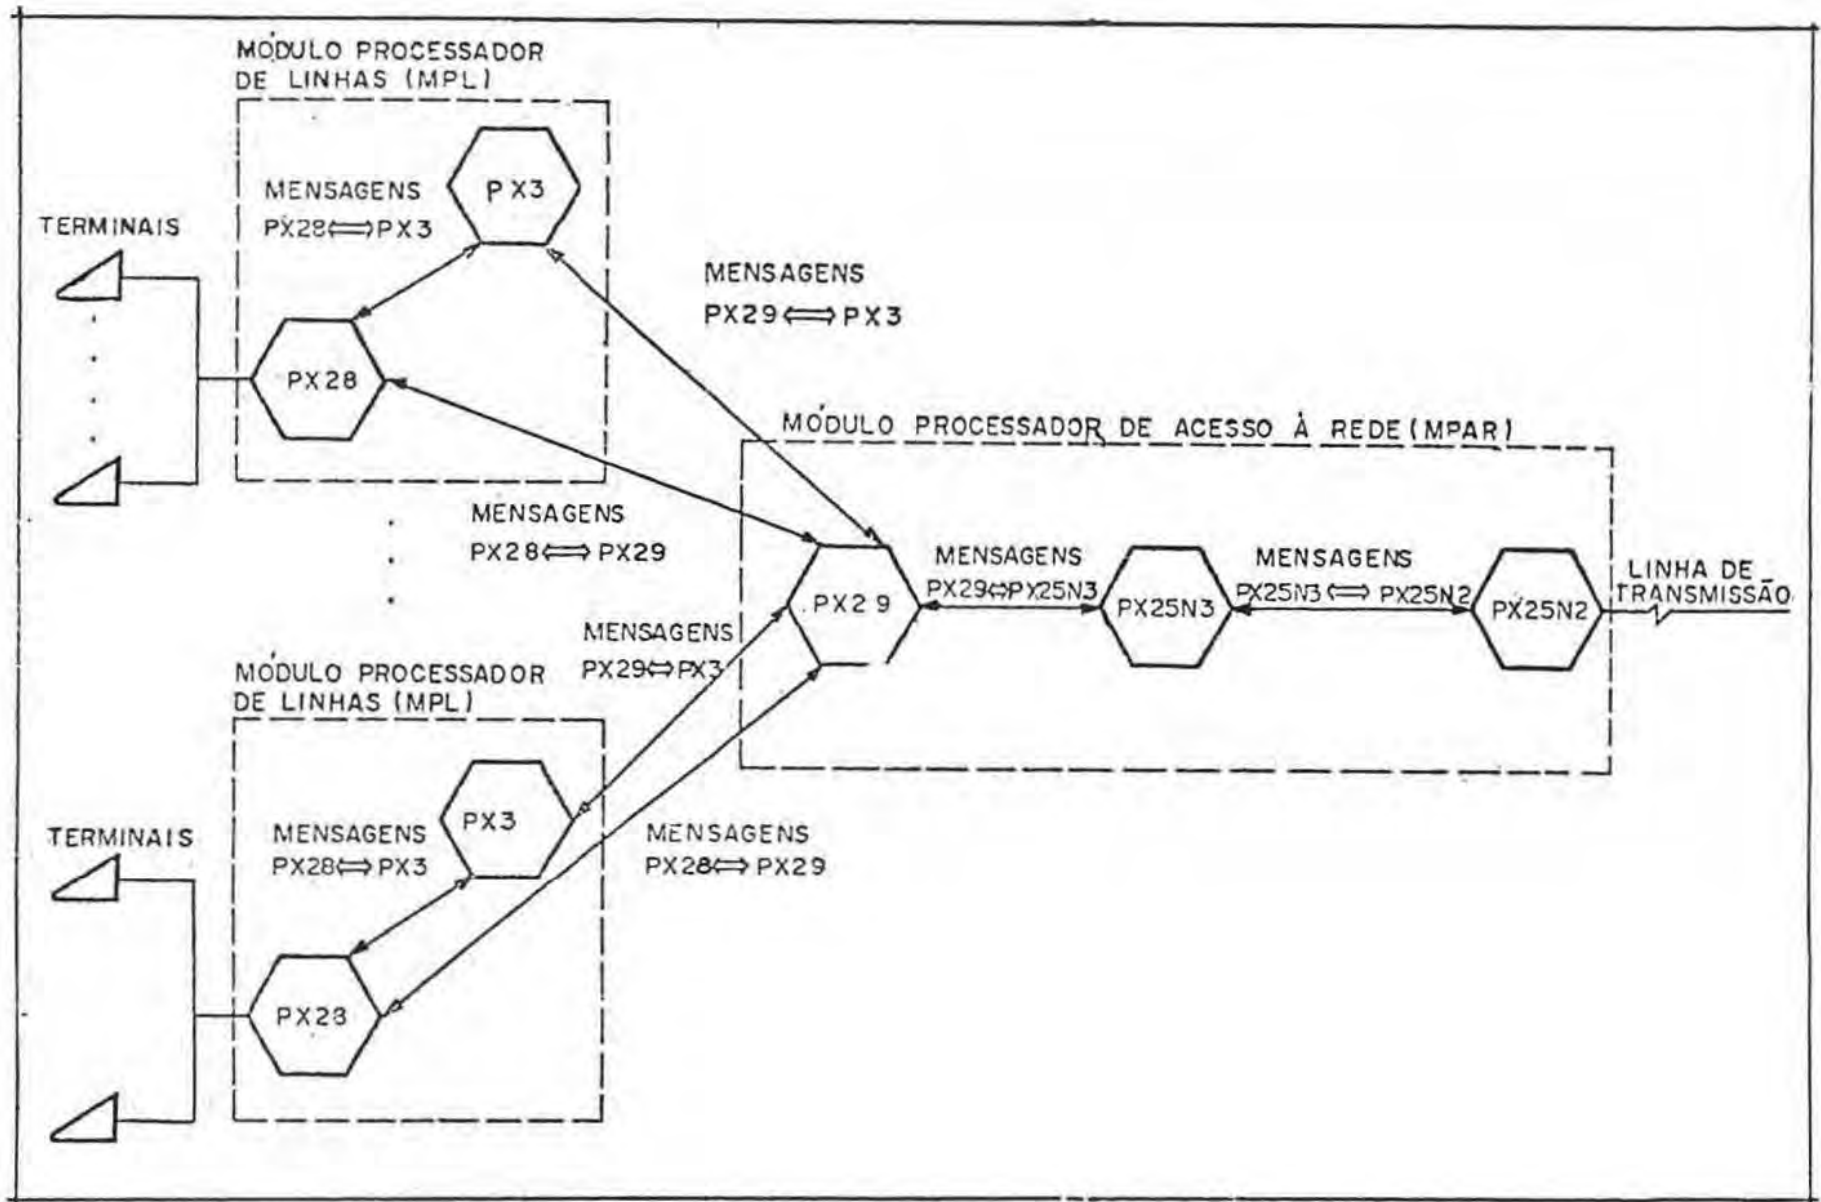 MÓDULO PROCESSADOR
DE LINHAS (MPL)
PX3
MENSAGENS
PX28⟺PX3
TERMINAIS
PX28
MENSAGENS
PX29⟺PX3
MÓDULO PROCESSADOR DE ACESSO À REDE (MPAR)
MENSAGENS
PX28⟺PX29
PX29
MENSAGENS
PX29⟺PX25N3
PX25N3
MENSAGENS
PX25N3⟺PX25N2
PX25N2
LINHA DE
TRANSMISSÃO
MENSAGENS
PX29⟺PX3
MÓDULO PROCESSADOR
DE LINHAS (MPL)
PX3
TERMINAIS
MENSAGENS
PX28⟺PX3
MENSAGENS
PX28⟺PX29
PX28